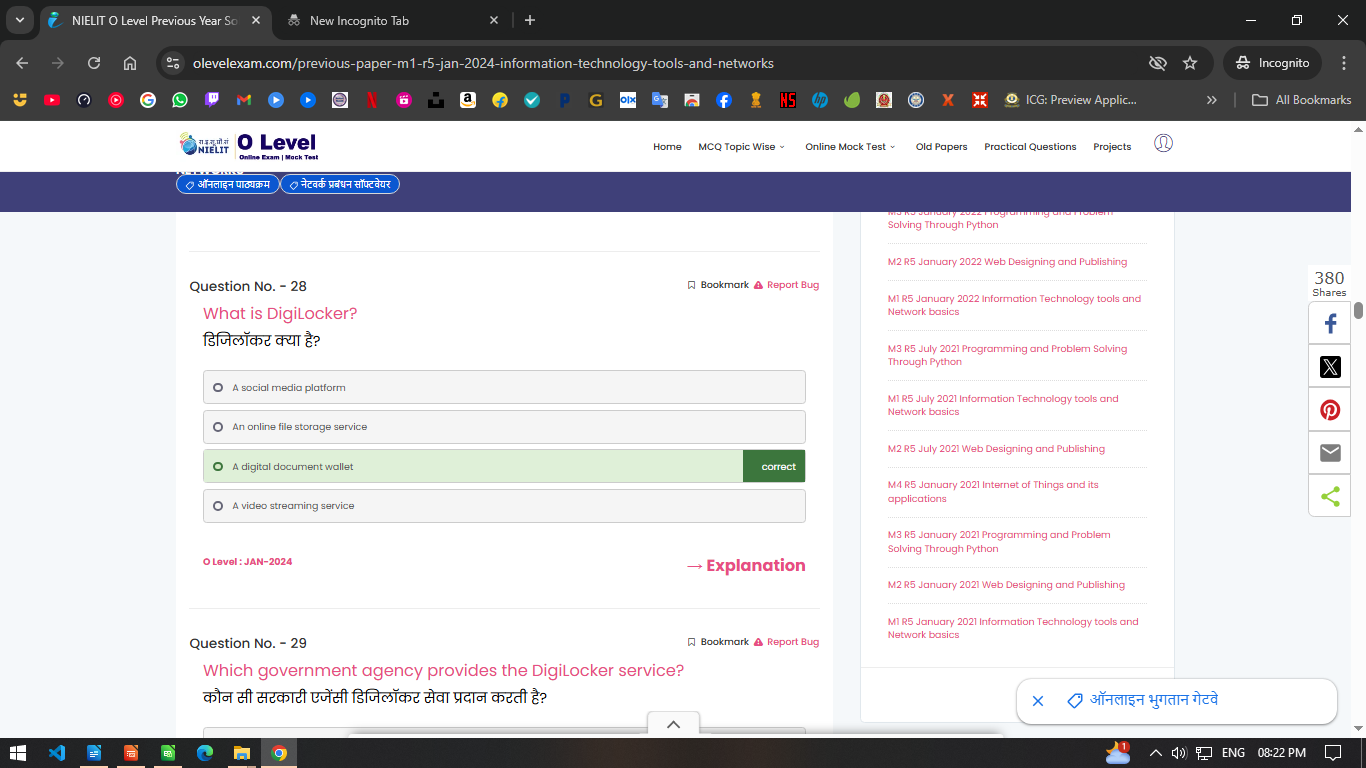 NIELIT O Level Previous Year So
New Incognito Tab
olevelexam.com/previous-paper-m1-r5-jan-2024-information-technology-tools-and-networks
Incognito
ICG: Preview Applic...
All Bookmarks
NIELIT
O Level
Online Exam | Mock Test
Home
MCQ Topic Wise
Online Mock Test
Old Papers
Practical Questions
Projects
ऑनलाइन पाठ्यक्रम
नेटवर्क प्रबंधन सॉफ्टवेयर
Question No. - 28
Bookmark
Report Bug
What is DigiLocker?
डिजिलॉकर क्या है?
A social media platform
An online file storage service
A digital document wallet
correct
A video streaming service
O Level : JAN-2024
→ Explanation
Question No. - 29
Bookmark
Report Bug
Which government agency provides the DigiLocker service?
कौन सी सरकारी एजेंसी डिजिलॉकर सेवा प्रदान करती है?
M3 R5 January 2022 Programming and Problem
Solving Through Python
M2 R5 January 2022 Web Designing and Publishing
M1 R5 January 2022 Information Technology tools and
Network basics
M3 R5 July 2021 Programming and Problem Solving
Through Python
M1 R5 July 2021 Information Technology tools and
Network basics
M2 R5 July 2021 Web Designing and Publishing
M4 R5 January 2021 Internet of Things and its
applications
M3 R5 January 2021 Programming and Problem
Solving Through Python
M2 R5 January 2021 Web Designing and Publishing
M1 R5 January 2021 Information Technology tools and
Network basics
380
Shares
ऑनलाइन भुगतान गेटवे
1
ENG
08:22 PM